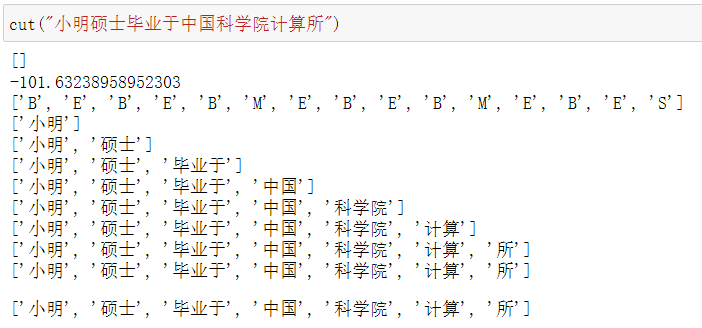 cut("小明硕士毕业于中国科学院计算所")
[]
-101.63238958952303
['B', 'E', 'B', 'E', 'B', 'M', 'E', 'B', 'E', 'B', 'M', 'E', 'B', 'E', 'S']
['小明']
['小明', '硕士']
['小明', '硕士', '毕业于']
['小明', '硕士', '毕业于', '中国']
['小明', '硕士', '毕业于', '中国', '科学院']
['小明', '硕士', '毕业于', '中国', '科学院', '计算']
['小明', '硕士', '毕业于', '中国', '科学院', '计算', '所']
['小明', '硕士', '毕业于', '中国', '科学院', '计算', '所']
['小明', '硕士', '毕业于', '中国', '科学院', '计算', '所']